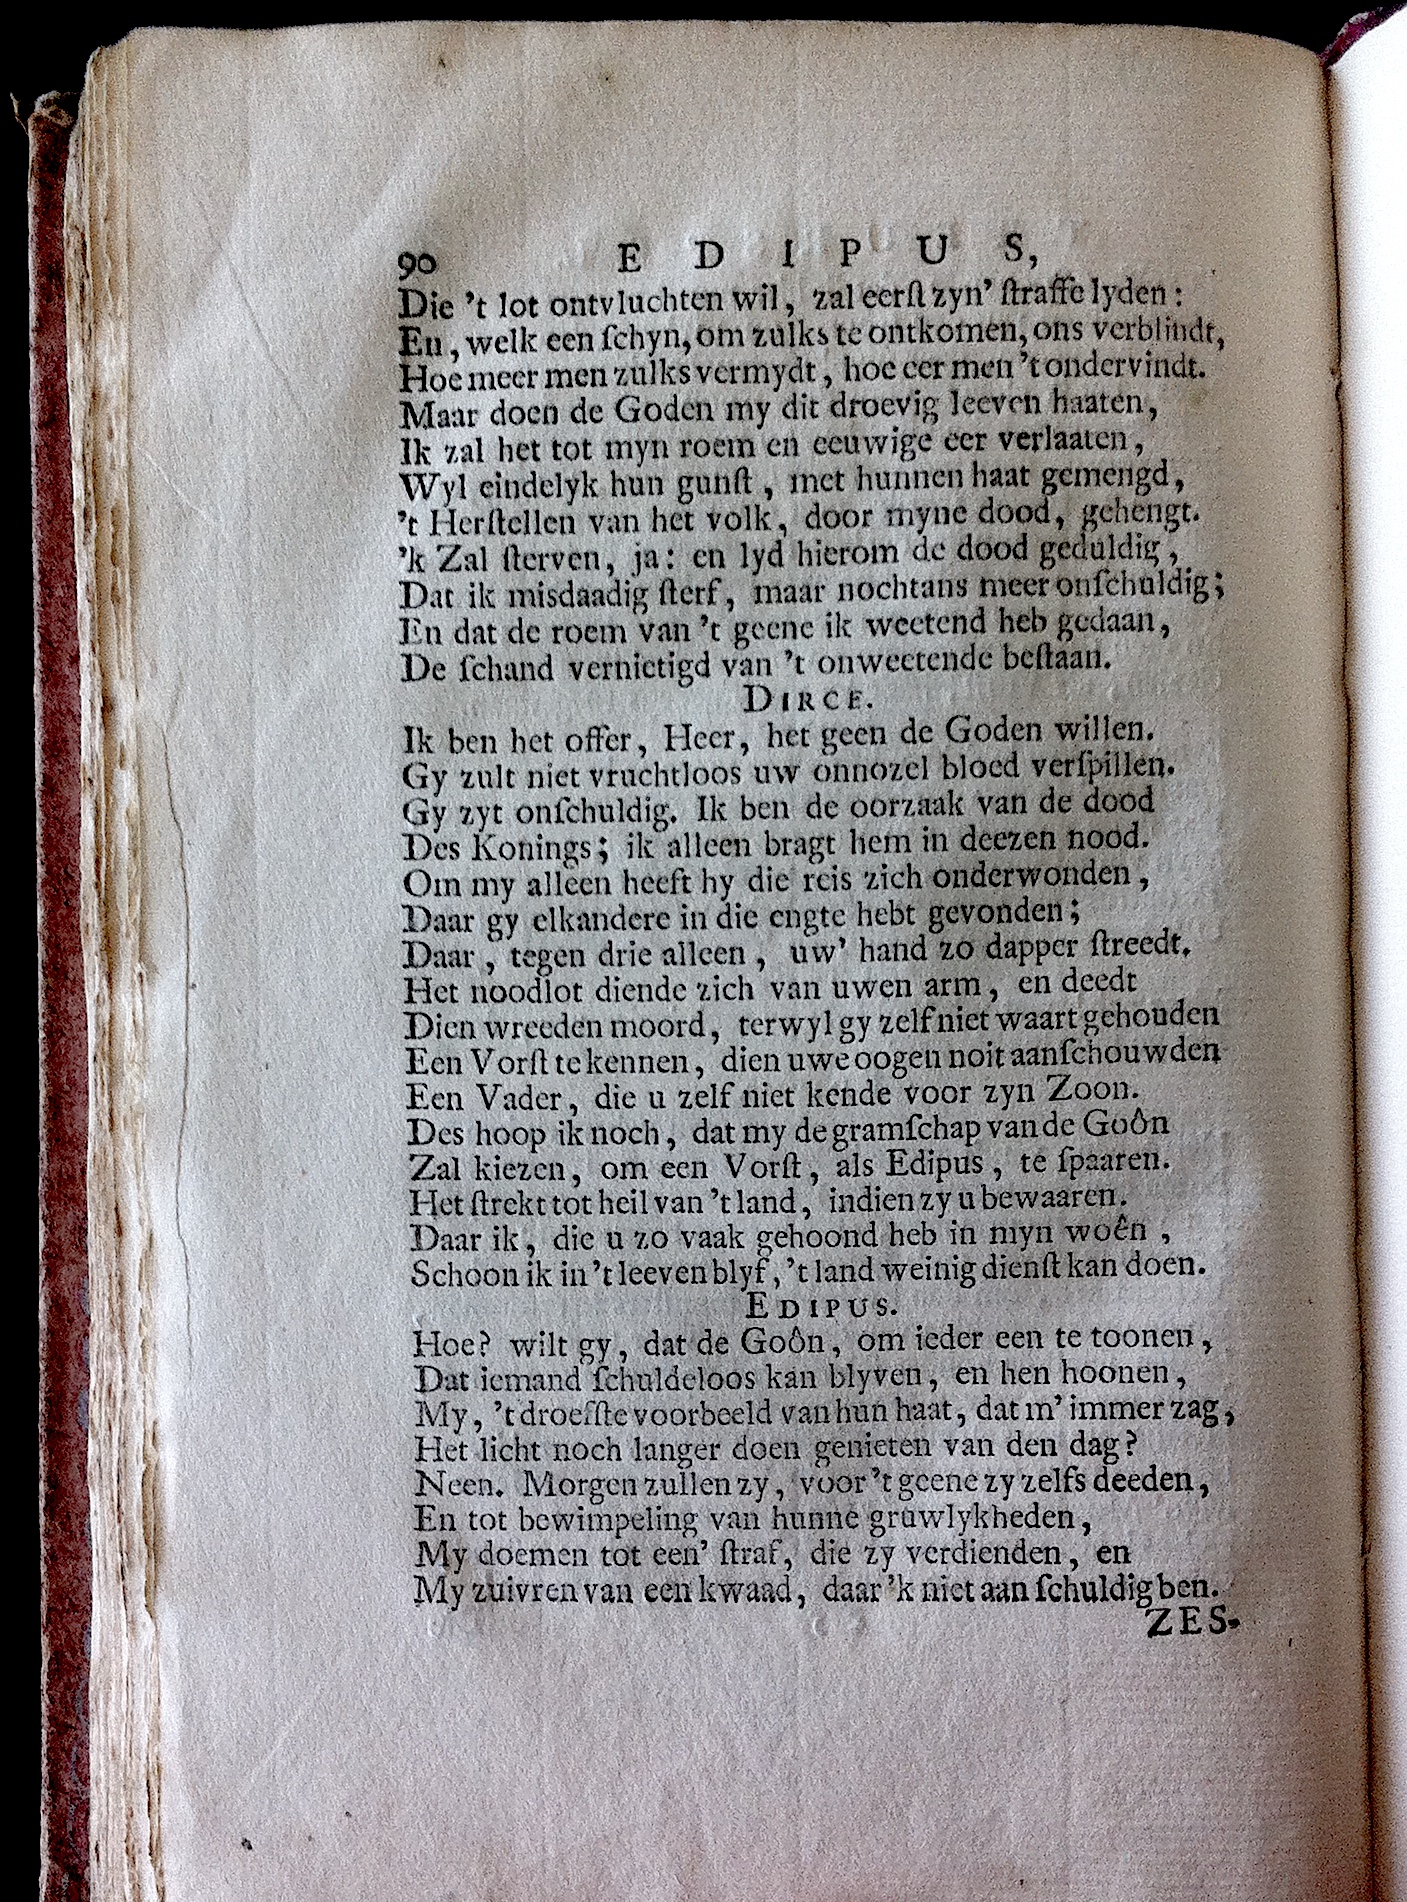 90 E D I P U S,
Die 't lot ontvluchten wil, zal eerſt zyn' ſtraffe lyden:
En, welk een ſchyn, om zulks te ontkomen, ons verblindt,
Hoe meer men zulks vermydt, hoe eer men 't ondervindt.
Maar doen de Goden my dit droevig leeven haaten,
Ik zal het tot myn roem en eeuwige eer verlaaten,
Wyl eindelyk hun gunſt, met hunnen haat gemengd,
't Herſtellen van het volk, door myne dood, gehengt.
'k Zal ſterven, ja: en lyd hierom de dood geduldig,
Dat ik misdaadig ſterf, maar nochtans meer onſchuldig;
En dat de roem van 't geene ik weetend heb gedaan,
De ſchand vernietigd van 't onweetende beſtaan.
DIRCE.
Ik ben het offer, Heer, het geen de Goden willen.
Gy zult niet vruchtloos uw onnozel bloed verſpillen.
Gy zyt onſchuldig. Ik ben de oorzaak van de dood
Des Konings; ik alleen bragt hem in deezen nood.
Om my alleen heeft hy die reis zich onderwonden,
Daar gy elkandere in die engte hebt gevonden;
Daar, tegen drie alleen, uw' hand zo dapper ſtreedt.
Het noodlot diende zich van uwen arm, en deedt
Dien wreeden moord, terwyl gy zelf niet waart gehouden
Een Vorſt te kennen, dien uwe oogen noit aanſchouwden
Een Vader, die u zelf niet kende voor zyn Zoon.
Des hoop ik noch, dat my de gramſchap van de Goôn
Zal kiezen, om een Vorſt, als Edipus, te ſpaaren.
Het ſtrekt tot heil van 't land, indien zy u bewaaren.
Daar ik, die u zo vaak gehoond heb in myn woên,
Schoon ik in 't leeven blyf, 't land weinig dienſt kan doen.
EDIPUS.
Hoe? wilt gy, dat de Goôn, om ieder een te toonen,
Dat iemand ſchuldeloos kan blyven, en hen hoonen,
My, 't droefſte voorbeeld van hun haat, dat m' immer zag,
Het licht noch langer doen genieten van den dag?
Neen. Morgen zullen zy, voor 't geene zy zelfs deeden,
En tot bewimpeling van hunne gruwlykheden,
My doemen tot een' ſtraf, die zy verdienden, en
My zuivren van een kwaad, daar 'k niet aan ſchuldig ben.
ZES-